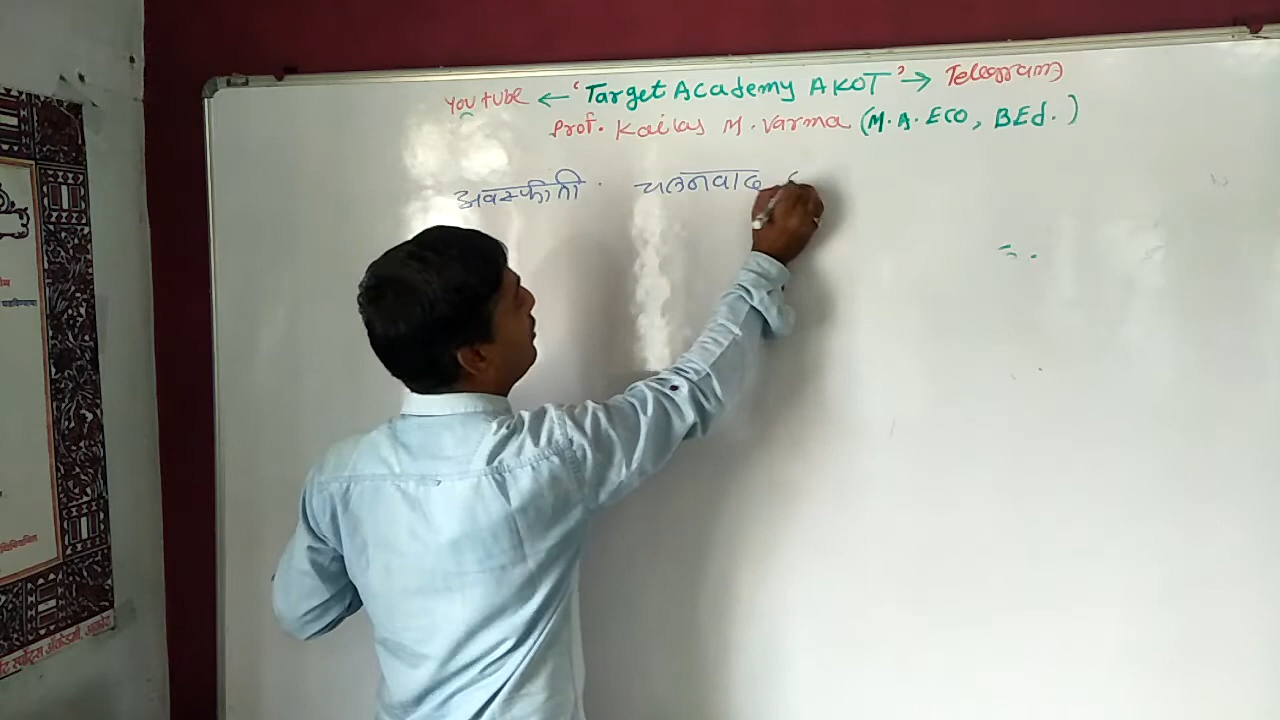 Youtube ← 'Target Academy AKOT' → Telegram
Prof. Kailas M. Varma (M.A. ECO, BEd.)
अवस्फीती चलनवाढ (